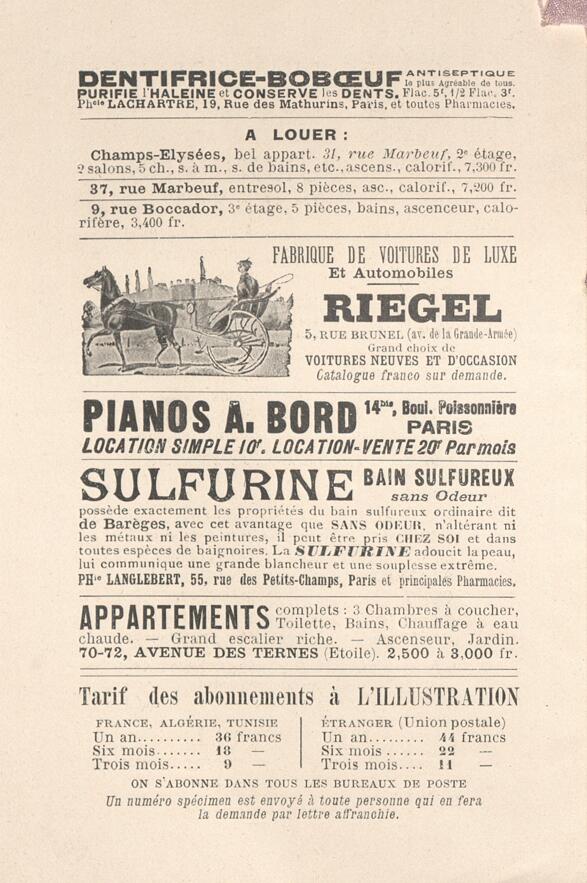 DENTIFRICE-BOBŒUF ANTISEPTIQUE
le plus Agréable de tous.
PURIFIE l'HALEINE et CONSERVE les DENTS. Flac. 5f, 1/2 Flac. 3f.
Phcie LACHARTRE, 19, Rue des Mathurins, Paris, et toutes Pharmacies.
A LOUER :
Champs-Elysées, bel appart. 31, rue Marbeuf, 2e étage,
2 salons, 5 ch., s. à m., s. de bains, etc., ascens., calorif., 7,300 fr.
37, rue Marbeuf, entresol, 8 pièces, asc., calorif., 7,200 fr.
9, rue Boccador, 3e étage, 5 pièces, bains, ascenceur, calo-
rifère, 3,400 fr.
FABRIQUE DE VOITURES DE LUXE
Et Automobiles
RIEGEL
5, RUE BRUNEL (av. de la Grande-Armée)
Grand choix de
VOITURES NEUVES ET D'OCCASION
Catalogue franco sur demande.
PIANOS A. BORD 14bis, Boul. Poissonnière
PARIS
LOCATION SIMPLE 10f. LOCATION-VENTE 20f Par mois
SULFURINE BAIN SULFUREUX
sans Odeur
possède exactement les propriétés du bain sulfureux ordinaire dit
de Barèges, avec cet avantage que SANS ODEUR, n'altérant ni
les métaux ni les peintures, il peut être pris CHEZ SOI et dans
toutes espèces de baignoires. La SULFURINE adoucit la peau,
lui communique une grande blancheur et une souplesse extrême.
PHie LANGLEBERT, 55, rue des Petits-Champs, Paris et principales Pharmacies.
APPARTEMENTS complets : 3 Chambres à coucher,
Toilette, Bains, Chauffage à eau
chaude. — Grand escalier riche. — Ascenseur, Jardin.
70-72, AVENUE DES TERNES (Etoile). 2,500 à 3,000 fr.
Tarif des abonnements à L'ILLUSTRATION
FRANCE, ALGÉRIE, TUNISIE
Un an......... 36 francs
Six mois....... 18 —
Trois mois..... 9 —
ÉTRANGER (Union postale)
Un an.......... 44 francs
Six mois ...... 22 —
Trois mois.... 11 —
ON S'ABONNE DANS TOUS LES BUREAUX DE POSTE
Un numéro spécimen est envoyé à toute personne qui en fera
la demande par lettre affranchie.